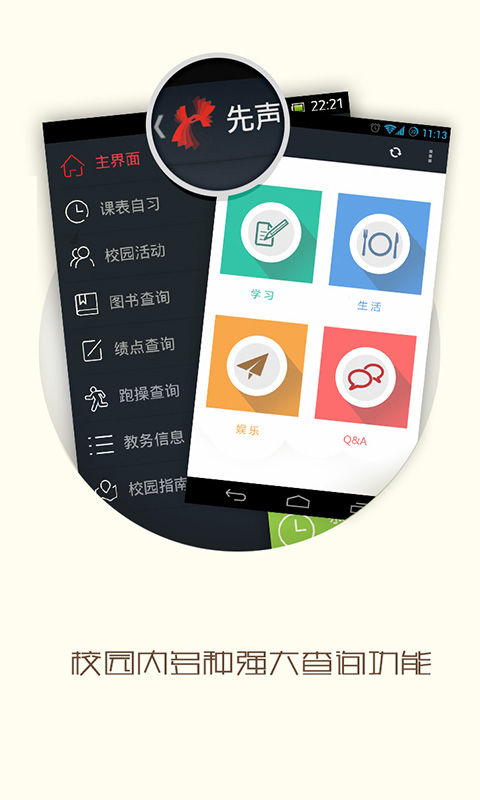 先声
22:21
11:13
主界面
课表自习
校园活动
图书查询
绩点查询
跑操查询
教务信息
校园指南
学习
生活
娱乐
Q&A
校园内多种强大查询功能